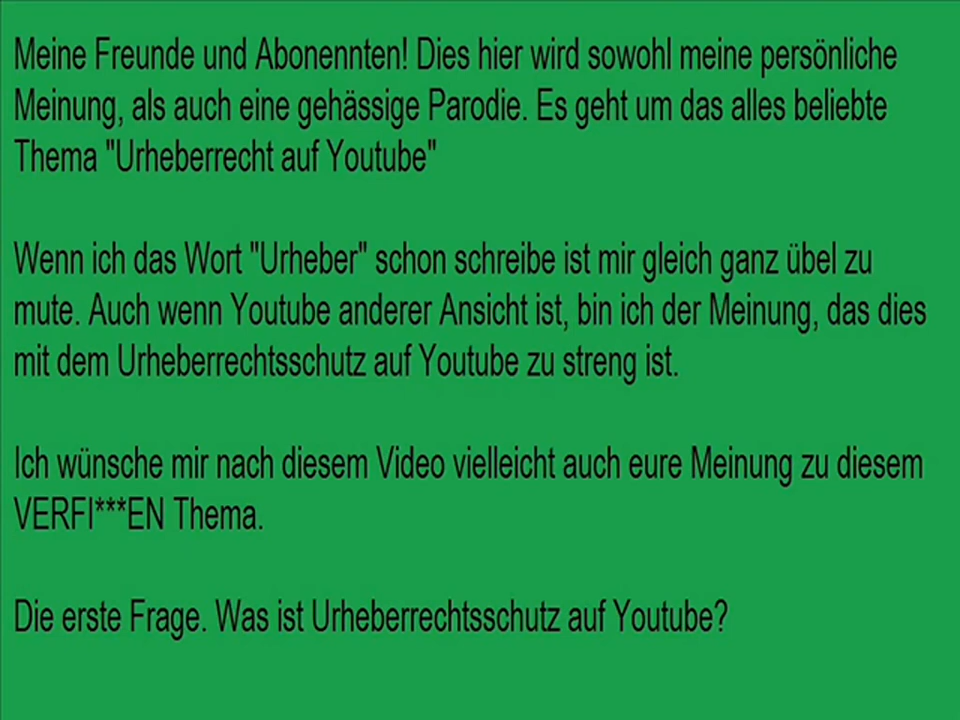 Meine Freunde und Abonennten! Dies hier wird sowohl meine persönliche
Meinung, als auch eine gehässige Parodie. Es geht um das alles beliebte
Thema "Urheberrecht auf Youtube"
Wenn ich das Wort "Urheber" schon schreibe ist mir gleich ganz übel zu
mute. Auch wenn Youtube anderer Ansicht ist, bin ich der Meinung, das dies
mit dem Urheberrechtsschutz auf Youtube zu streng ist.
Ich wünsche mir nach diesem Video vielleicht auch eure Meinung zu diesem
VERFI***EN Thema.
Die erste Frage. Was ist Urheberrechtsschutz auf Youtube?